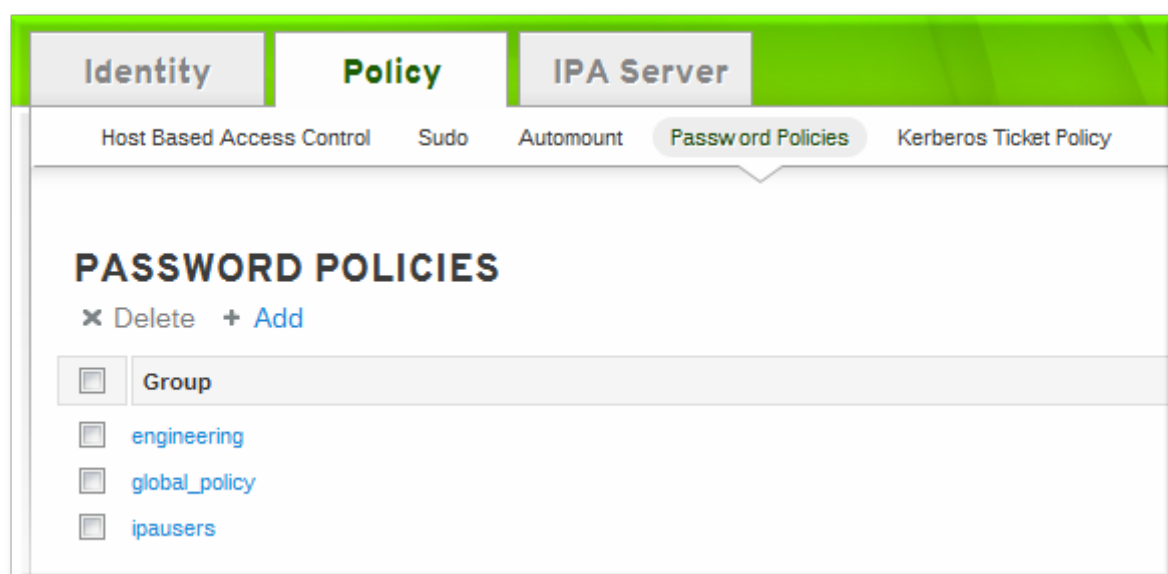 Identity Policy IPA Server
Host Based Access Control Sudo Automount Password Policies Kerberos Ticket Policy
PASSWORD POLICIES
Delete Add
Group
engineering
global_policy
ipausers